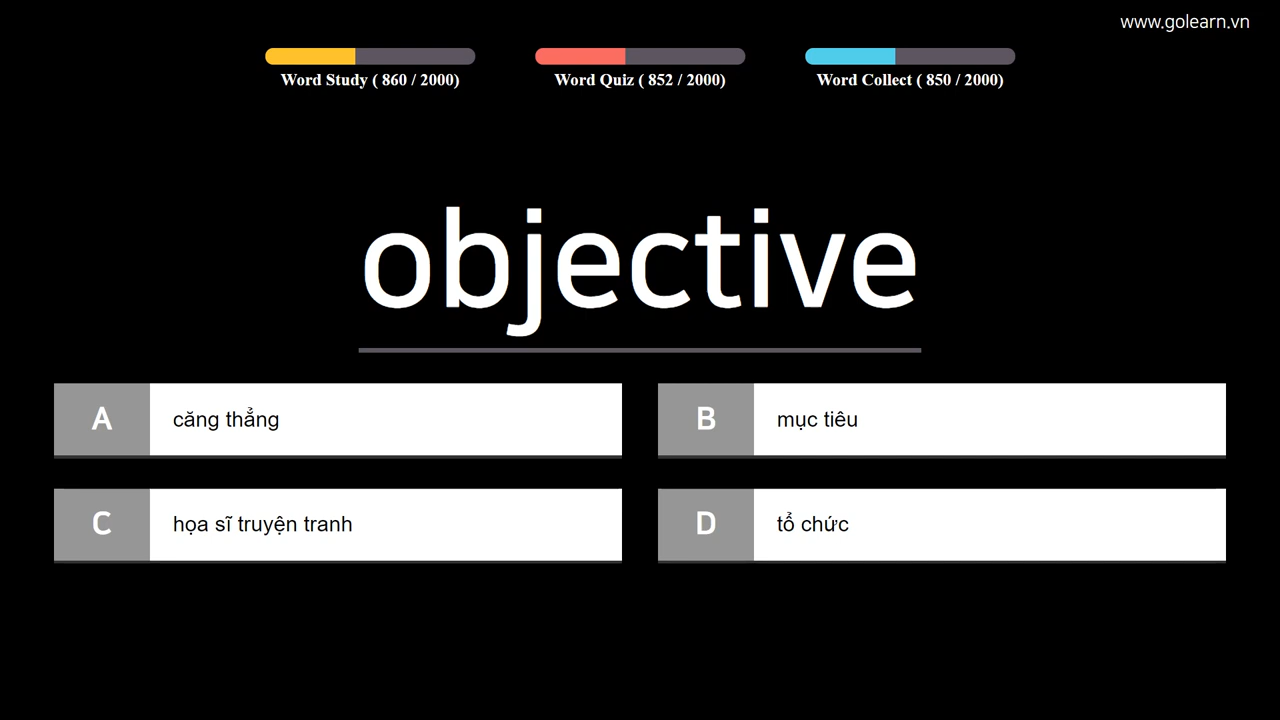 www.golearn.vn
Word Study ( 860 / 2000)
Word Quiz ( 852 / 2000)
Word Collect ( 850 / 2000)
objective
A căng thẳng
B mục tiêu
C họa sĩ truyện tranh
D tổ chức